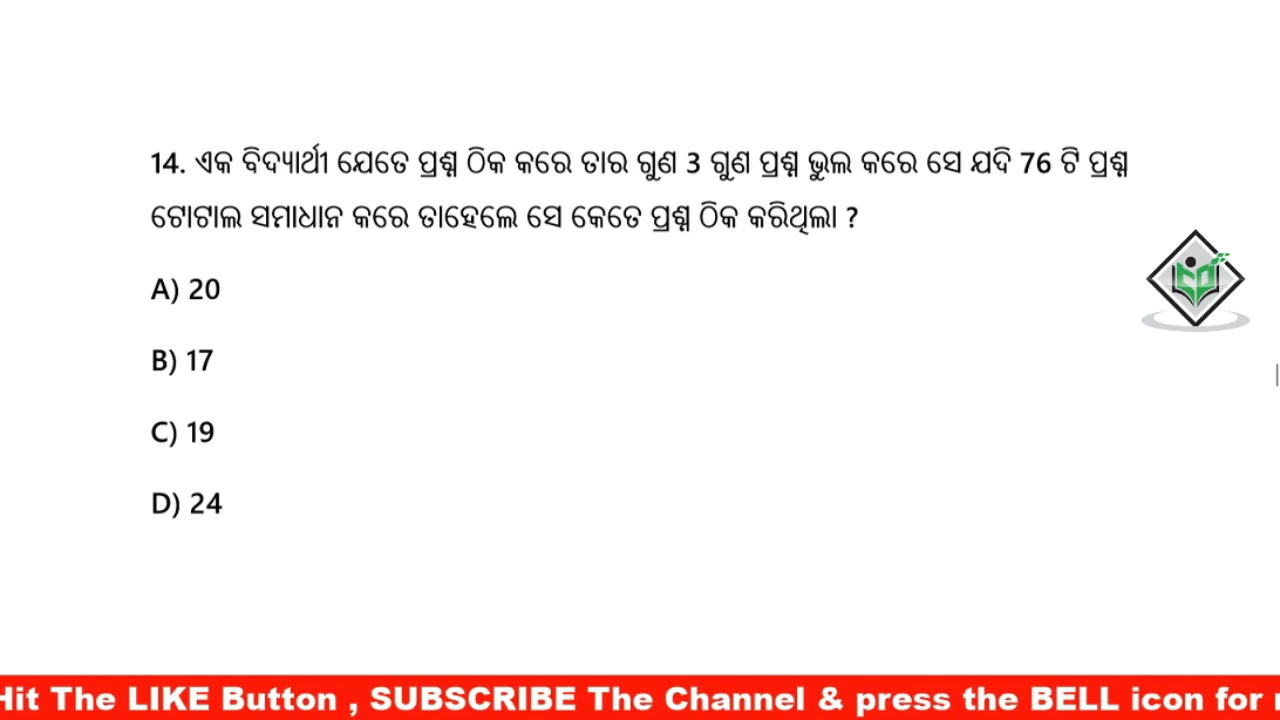 14. ଏକ ବିଦ୍ୟାର୍ଥୀ ଯେତେ ପ୍ରଶ୍ନ ଠିକ କରେ ତାର ଗୁଣ 3 ଗୁଣ ପ୍ରଶ୍ନ ଭୁଲ କରେ ସେ ଯଦି 76 ଟି ପ୍ରଶ୍ନ
ଟୋଟାଲ ସମାଧାନ କରେ ତାହେଲେ ସେ କେତେ ପ୍ରଶ୍ନ ଠିକ କରିଥିଲା ?
A) 20
B) 17
C) 19
D) 24
Hit The LIKE Button , SUBSCRIBE The Channel & press the BELL icon for